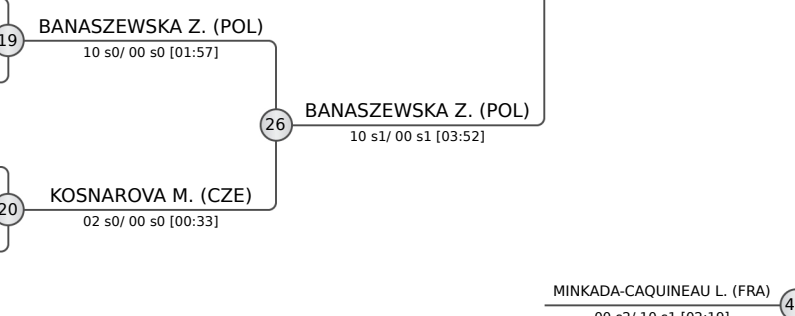 BANASZEWSKA Z. (POL)
19
10 s0/ 00 s0 [01:57]
BANASZEWSKA Z. (POL)
26
10 s1/ 00 s1 [03:52]
KOSNAROVA M. (CZE)
20
02 s0/ 00 s0 [00:33]
MINKADA-CAQUINEAU L. (FRA)